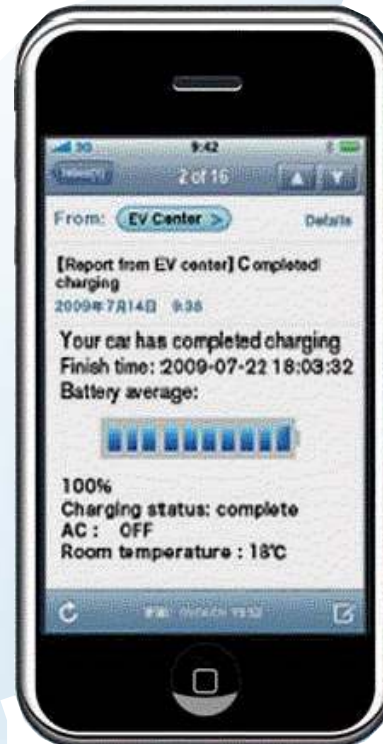 3G 9:42
2 of 16
From: EV Center > Details
【Report from EV center】Completed
charging
2009年7月14日 9:38
Your car has completed charging
Finish time: 2009-07-22 18:03:32
Battery average:
100%
Charging status: complete
AC : OFF
Room temperature : 18℃